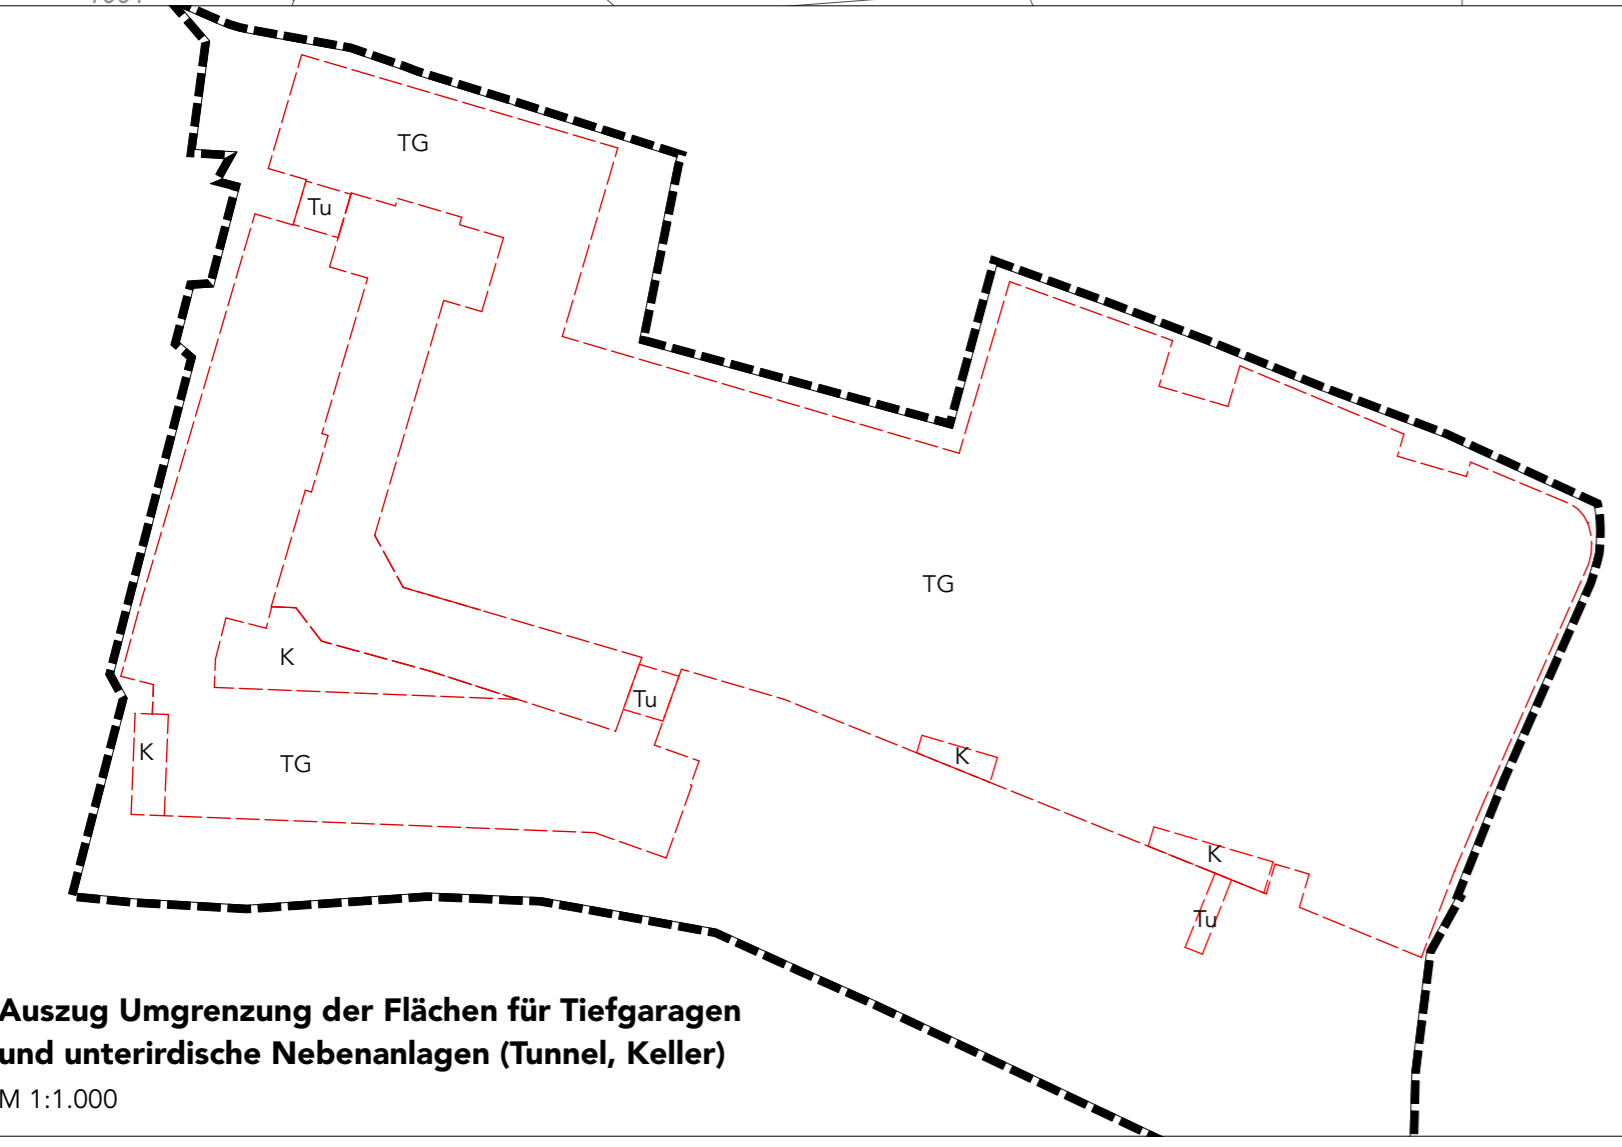 TG
Tu
TG
K
Tu
K
TG
K
K
Tu
Auszug Umgrenzung der Flächen für Tiefgaragen
und unterirdische Nebenanlagen (Tunnel, Keller)
M 1:1.000